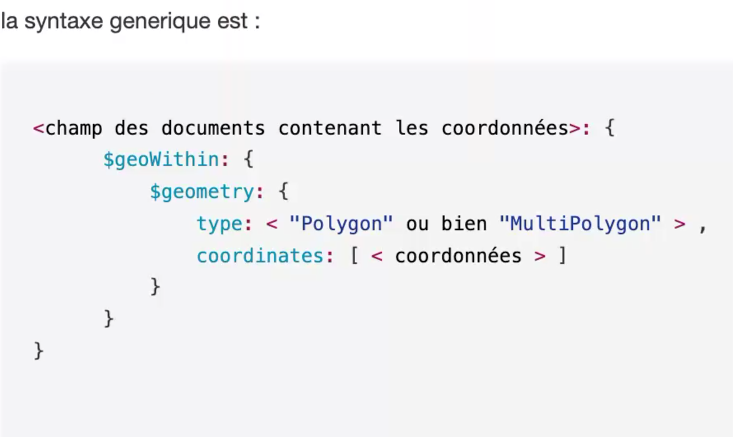 la syntaxe generique est :
<champ des documents contenant les coordonnées>: {
$geoWithin: {
$geometry: {
type: < "Polygon" ou bien "MultiPolygon" > ,
coordinates: [ < coordonnées > ]
}
}
}